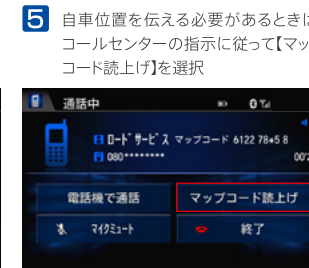 5 自車位置を伝える必要があるときは
コールセンターの指示に従って【マッ
コード読上げ】を選択
通話中
ロードサービス マップコード 6122 78*5 8
080********
00'2
電話機で通話 マップコード読上げ
マイクミュート 終了